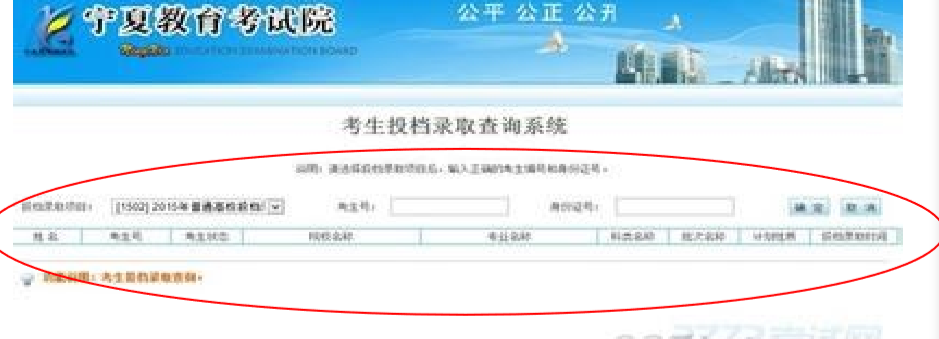 宁夏教育考试院
公平 公正 公开
NingXia EDUCATION EXAMINATION BOARD
考生投档录取查询系统
说明：请选择投档录取项目后，输入正确的考生编号和身份证号。
投档录取项目： [1502] 2015年普通高校投档 考生号： 身份证号： 确 定 取 消
姓 名 考生号 考生状态 院校名称 专业名称 科类名称 批次名称 计划性质 投档录取时间
功能说明：考生投档录取查询。